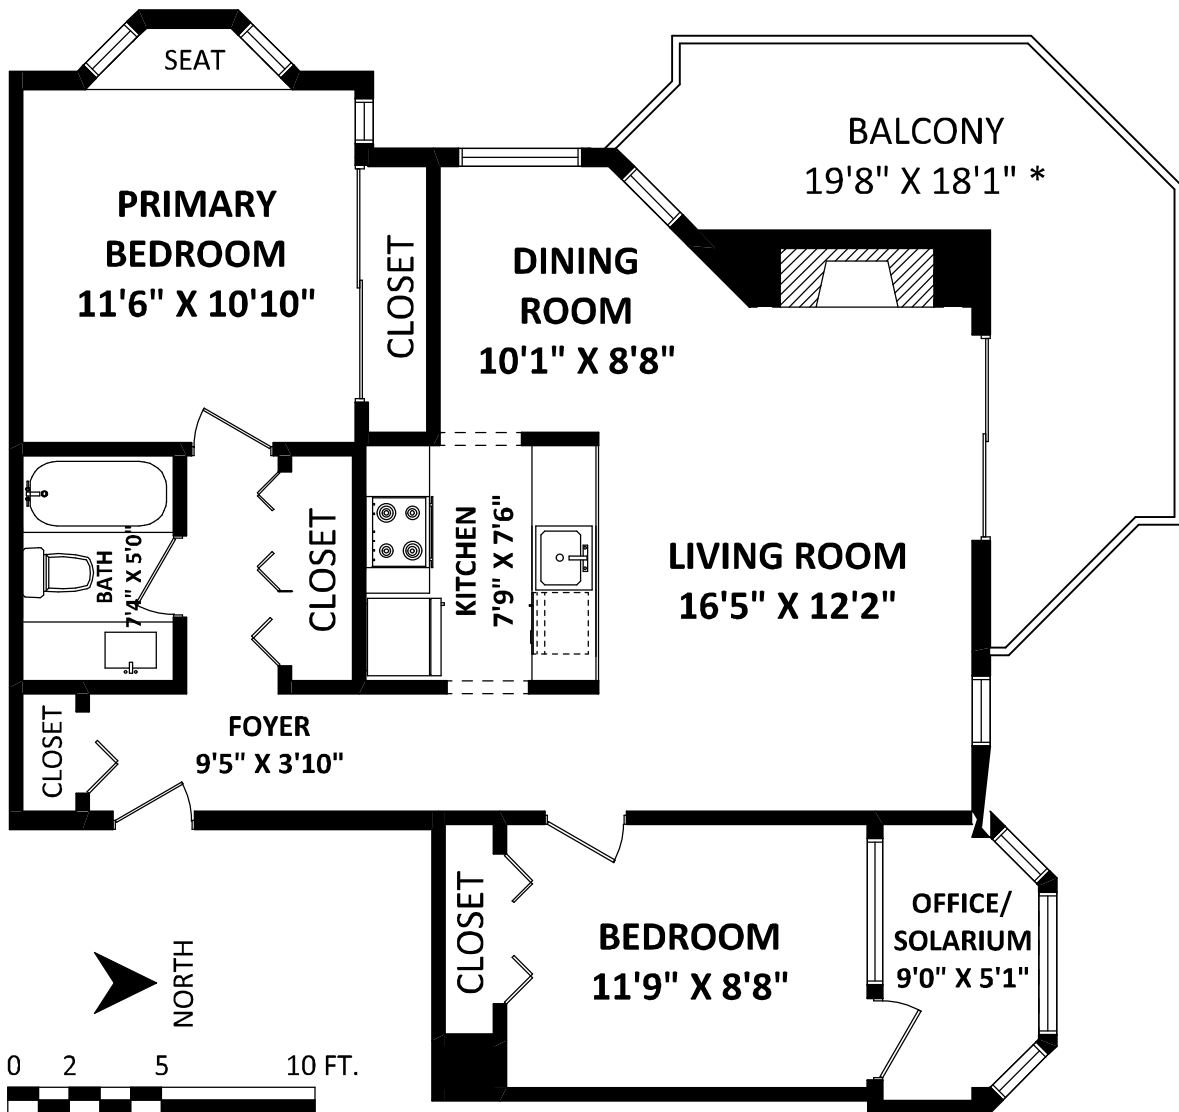 SEAT
BALCONY
19'8" X 18'1" *
PRIMARY
BEDROOM
11'6" X 10'10"
CLOSET
DINING
ROOM
10'1" X 8'8"
BATH
7'4" X 5'0"
CLOSET
KITCHEN
7'9" X 7'6"
LIVING ROOM
16'5" X 12'2"
CLOSET
FOYER
9'5" X 3'10"
CLOSET
BEDROOM
11'9" X 8'8"
OFFICE/
SOLARIUM
9'0" X 5'1"
NORTH
0 2 5 10 FT.